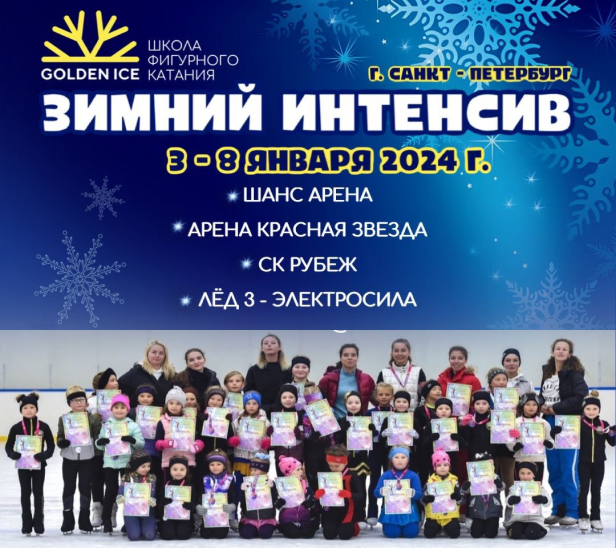 GOLDEN ICE
ШКОЛА
ФИГУРНОГО
КАТАНИЯ
Г. САНКТ - ПЕТЕРБУРГ
ЗИМНИЙ ИНТЕНСИВ
3 - 8 ЯНВАРЯ 2024 Г.
ШАНС АРЕНА
АРЕНА КРАСНАЯ ЗВЕЗДА
СК РУБЕЖ
ЛЁД 3 - ЭЛЕКТРОСИЛА